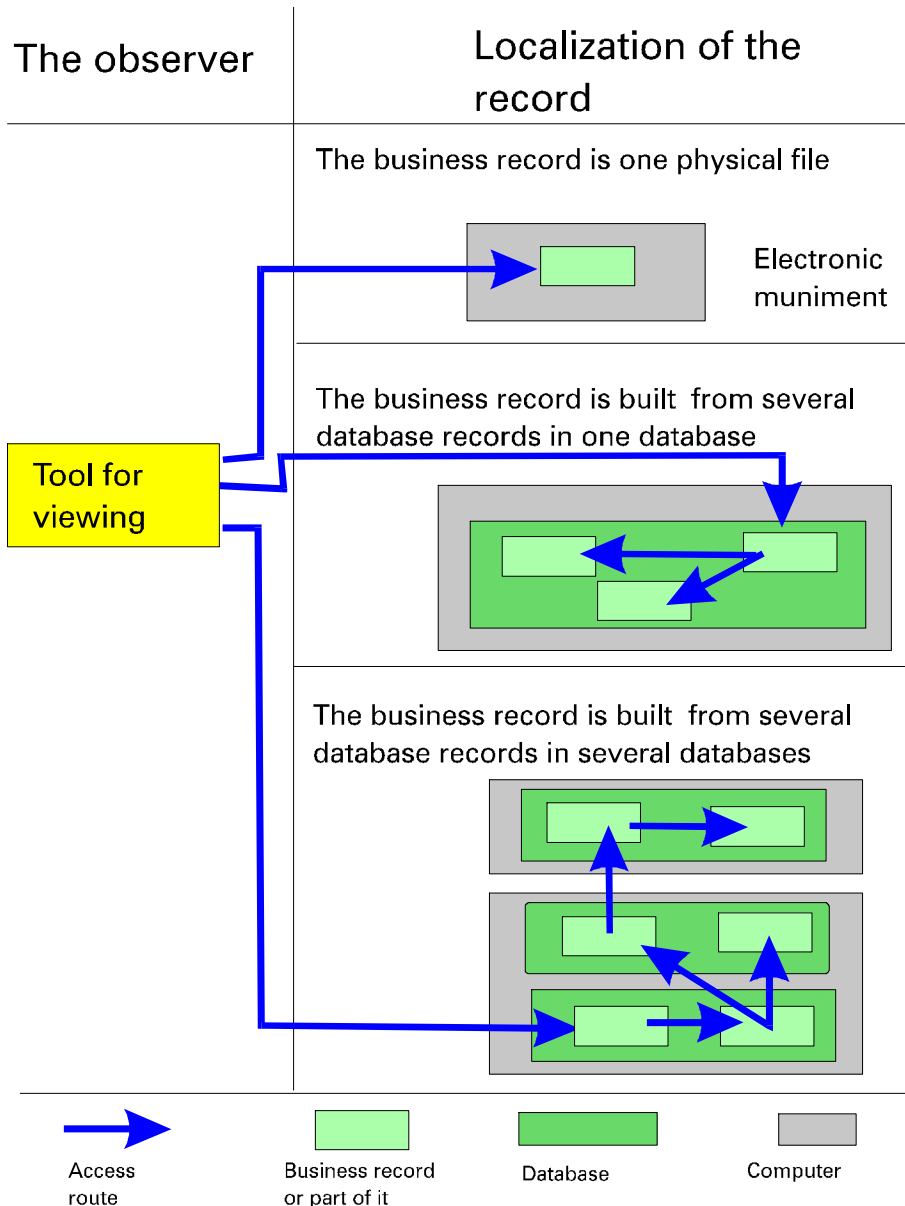 The observer
Localization of the
record
The business record is one physical file
Electronic
muniment
The business record is built from several
database records in one database
Tool for
viewing
The business record is built from several
database records in several databases
Access
route
Business record
or part of it
Database
Computer